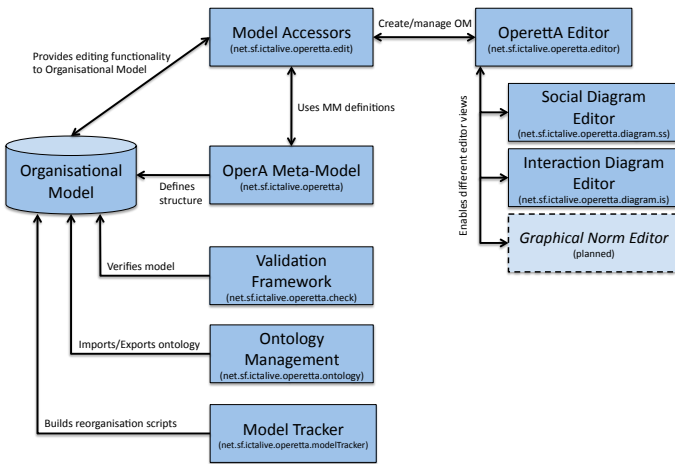 Model Accessors
(net.sf.ictalive.operetta.edit)
Create/manage OM
OperettA Editor
(net.sf.ictalive.operetta.editor)
Provides editing functionality
to Organisational Model
Uses MM definitions
Enables different editor views
Social Diagram
Editor
(net.sf.ictalive.operetta.diagram.ss)
Organisational
Model
Defines
structure
OperA Meta-Model
(net.sf.ictalive.operetta)
Interaction Diagram
Editor
(net.sf.ictalive.operetta.diagram.is)
Graphical Norm Editor
(planned)
Verifies model
Validation
Framework
(net.sf.ictalive.operetta.check)
Imports/Exports ontology
Ontology
Management
(net.sf.ictalive.operetta.ontology)
Builds reorganisation scripts
Model Tracker
(net.sf.ictalive.operetta.modelTracker)